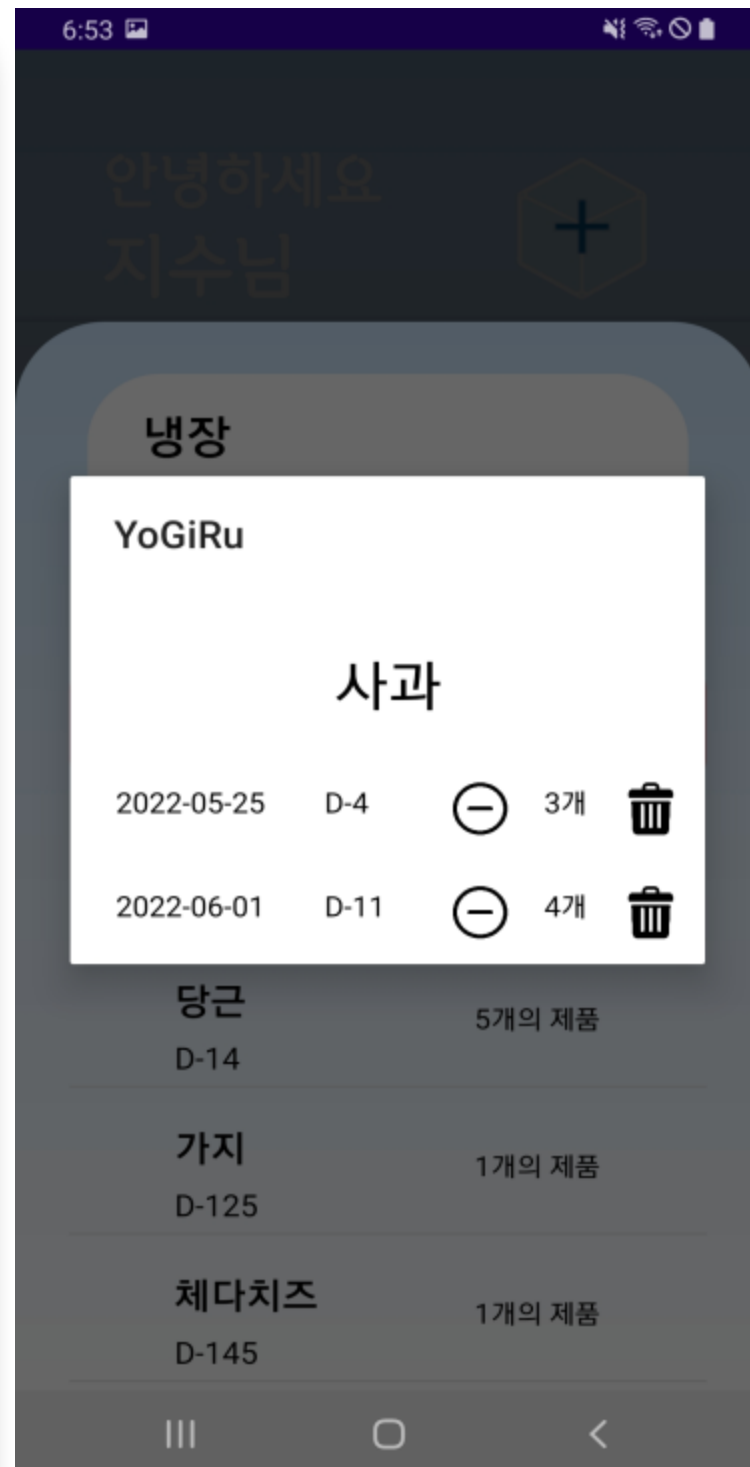 6:53
안녕하세요
지수님
냉장
YoGiRu
사과
2022-05-25 D-4 3개
2022-06-01 D-11 4개
당근
5개의 제품
D-14
가지
1개의 제품
D-125
체다치즈
1개의 제품
D-145